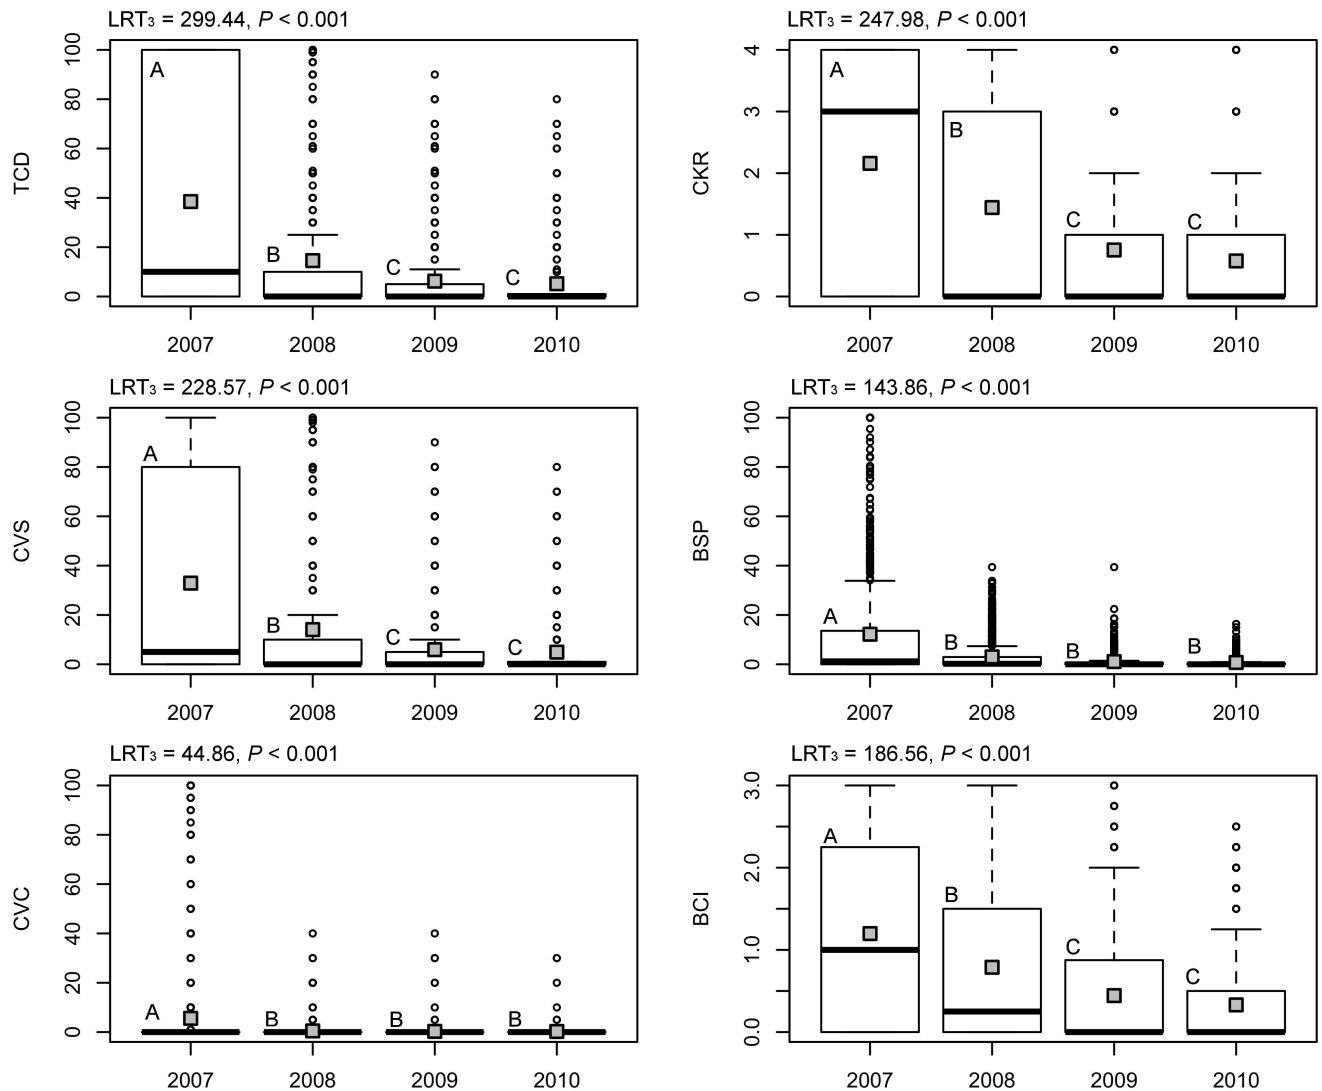 LRT₃ = 299.44, P < 0.001
TCD
100
80
60
40
20
0
A
B
C
C
2007 2008 2009 2010
LRT₃ = 247.98, P < 0.001
CKR
4
3
2
1
0
A
B
C
C
2007 2008 2009 2010
LRT₃ = 228.57, P < 0.001
CVS
100
80
60
40
20
0
A
B
C
C
2007 2008 2009 2010
LRT₃ = 143.86, P < 0.001
BSP
100
80
60
40
20
0
A
B
B
B
2007 2008 2009 2010
LRT₃ = 44.86, P < 0.001
CVC
100
80
60
40
20
0
A
B
B
B
2007 2008 2009 2010
LRT₃ = 186.56, P < 0.001
BCI
3.0
2.0
1.0
0.0
A
B
C
C
2007 2008 2009 2010